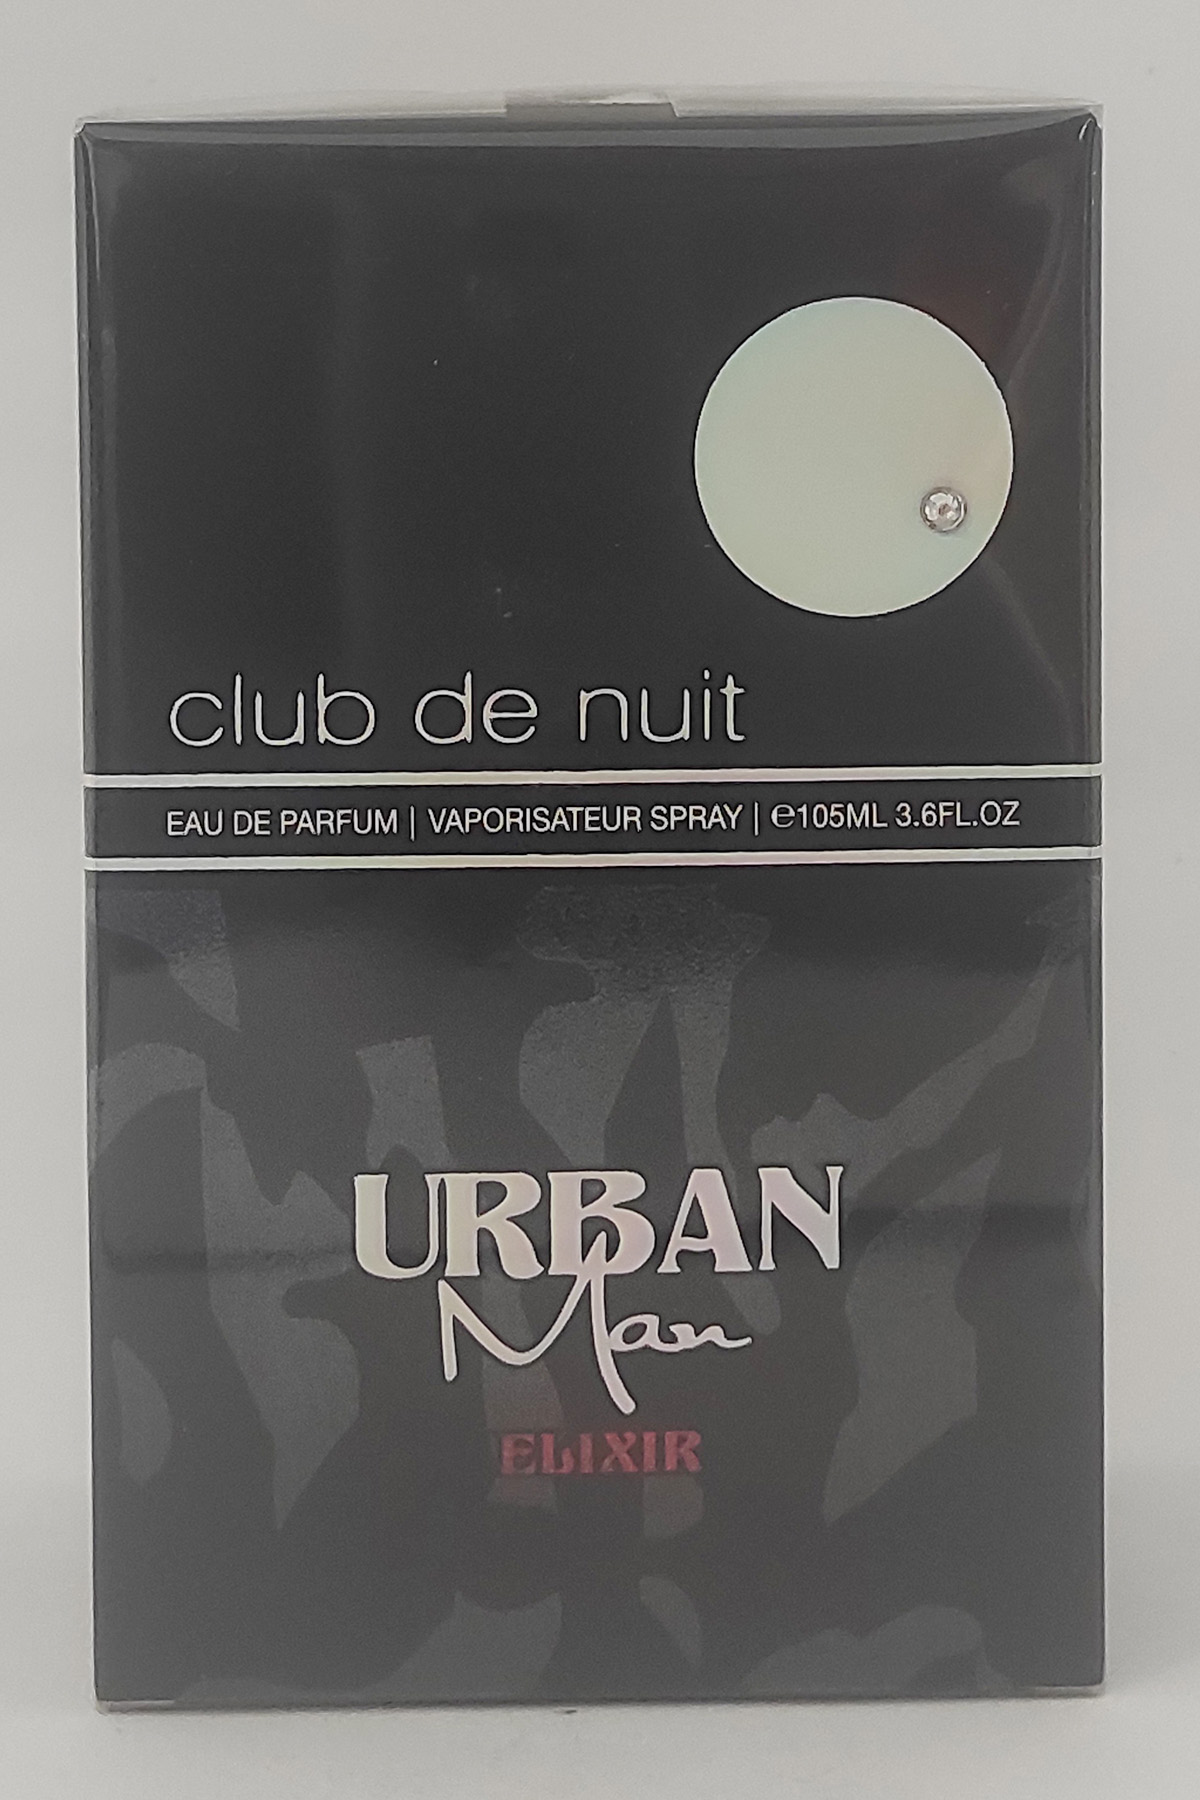 club de nuit
EAU DE PARFUM | VAPORISATEUR SPRAY | ℮105ML 3.6FL.OZ
URBAN
Man
ELIXIR